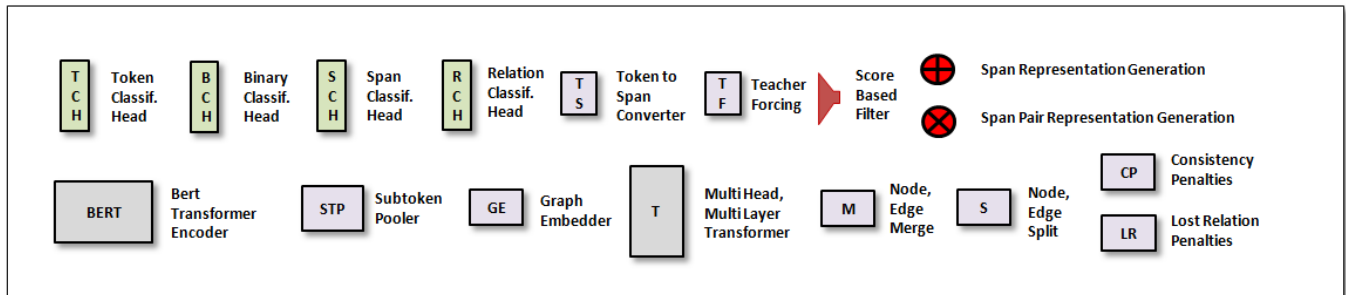 T
C
H
Token
Classif.
Head
B
C
H
Binary
Classif.
Head
S
C
H
Span
Classif.
Head
R
C
H
Relation
Classif.
Head
T
S
Token to
Span
Converter
T
F
Teacher
Forcing
Score
Based
Filter
Span Representation Generation
Span Pair Representation Generation
BERT
Bert
Transformer
Encoder
STP
Subtoken
Pooler
GE
Graph
Embedder
T
Multi Head,
Multi Layer
Transformer
M
Node,
Edge
Merge
S
Node,
Edge
Split
CP
Consistency
Penalties
LR
Lost Relation
Penalties